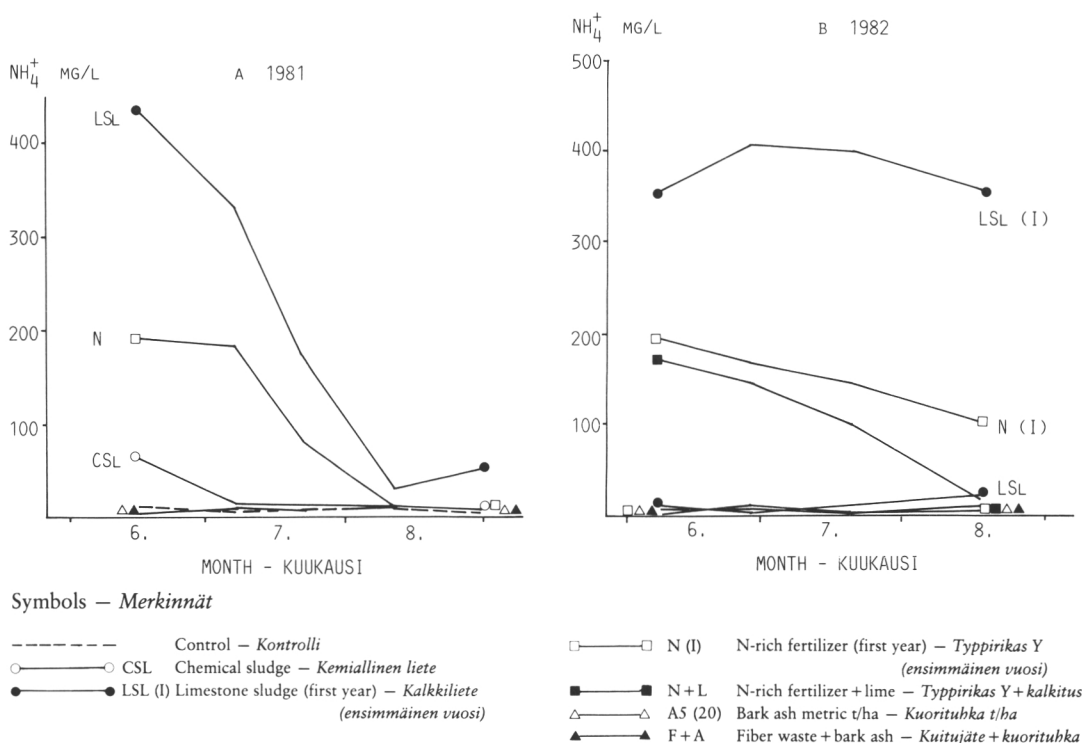 NH4+ MG/L A 1981
400
300
200
100
LSL
N
CSL
6. 7. 8.
MONTH - KUUKAUSI
NH4+ MG/L B 1982
500
400
300
200
100
LSL (I)
N (I)
LSL
6. 7. 8.
MONTH - KUUKAUSI
Symbols — Merkinnät
Control — Kontrolli
CSL Chemical sludge — Kemiallinen liete
LSL (I) Limestone sludge (first year) — Kalkkiliete
(ensimmäinen vuosi)
N (I) N-rich fertilizer (first year) — Typpirikas Y
(ensimmäinen vuosi)
N+L N-rich fertilizer + lime — Typpirikas Y + kalkitus
A5 (20) Bark ash metric t/ha — Kuorituhka t/ha
F+A Fiber waste + bark ash — Kuitujäte + kuorituhka